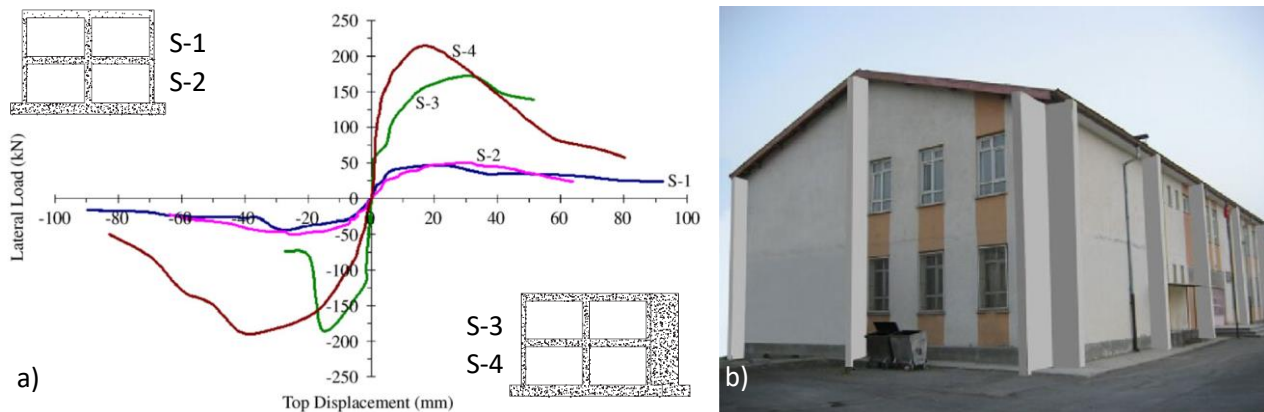 S-1
S-2
250
200
150
100
50
0
-50
-100
-150
-200
-250
-100 -80 -60 -40 -20 0 20 40 60 80 100
S-4
S-3
S-2
S-1
Lateral Load (kN)
Top Displacement (mm)
S-3
S-4
a)
b)